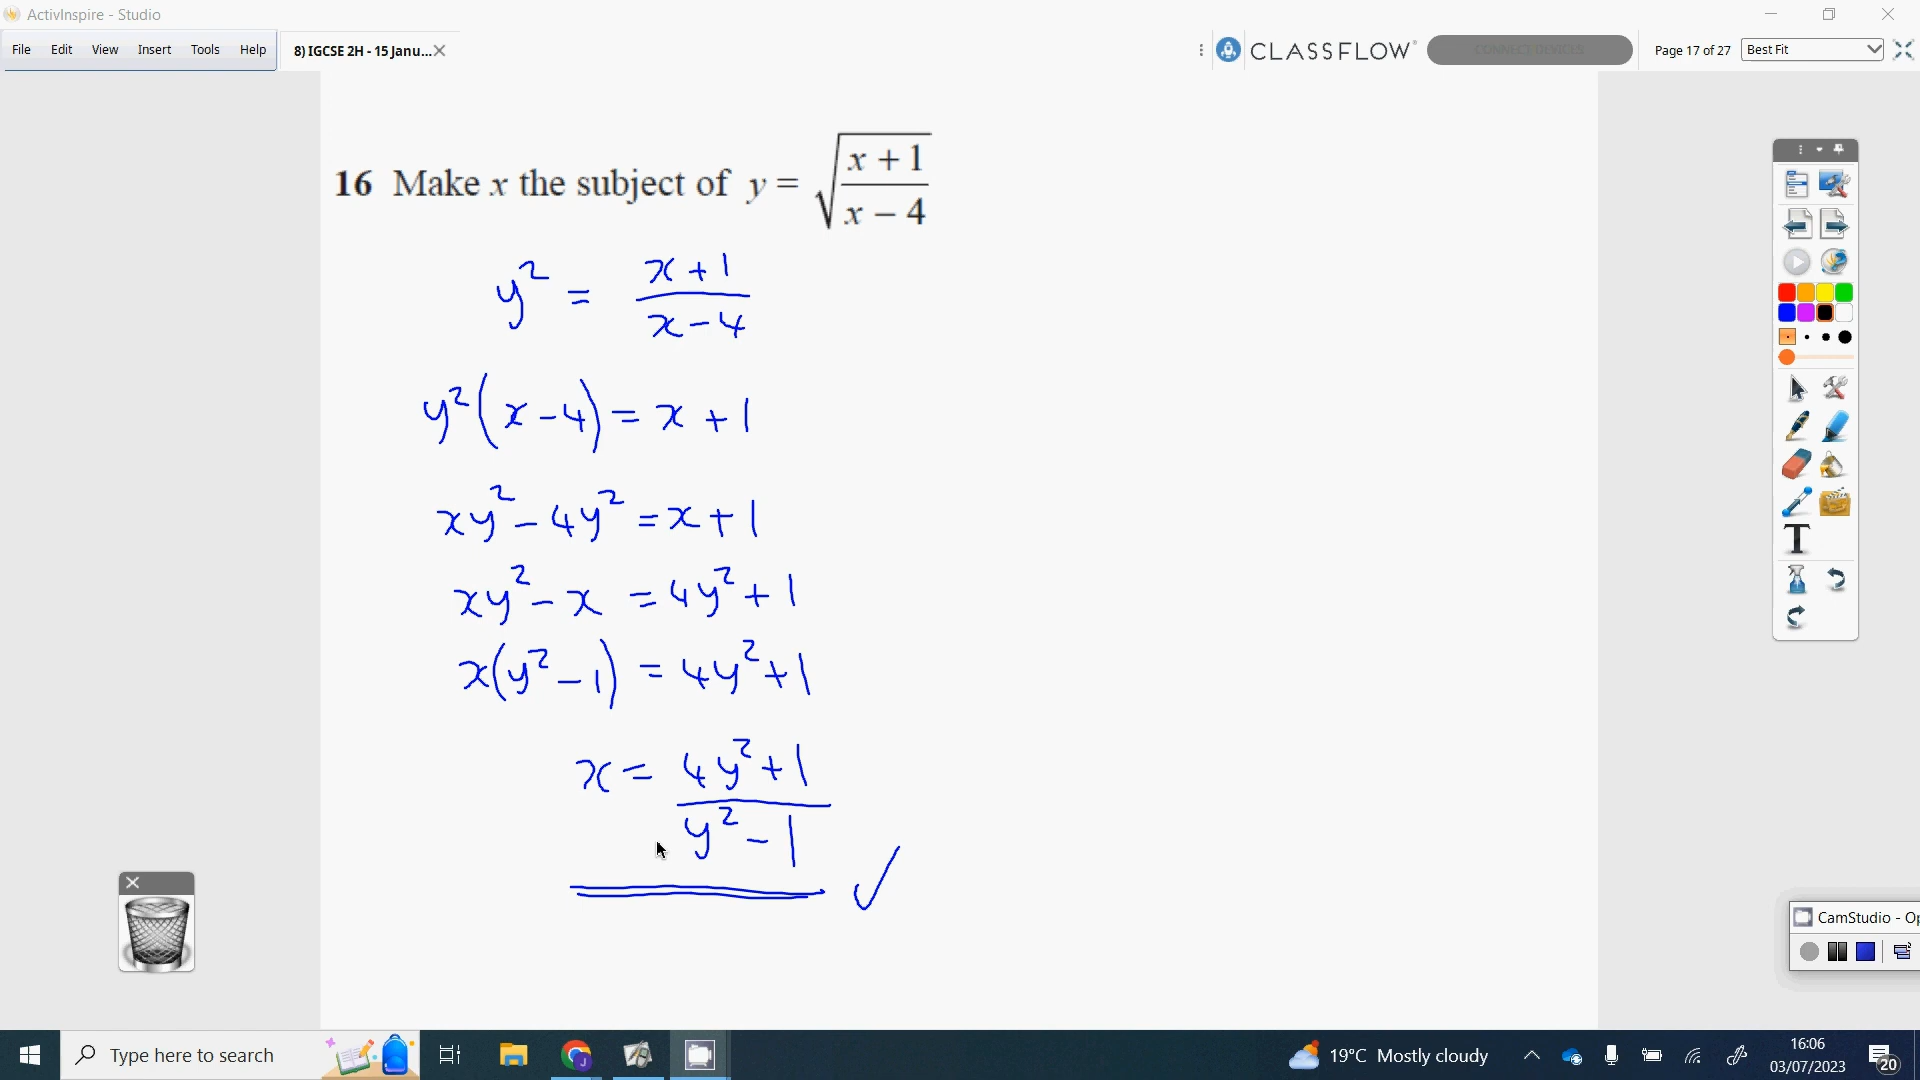 ActivInspire - Studio
File Edit View Insert Tools Help
8) IGCSE 2H - 15 Janu...
CLASSFLOW
Page 17 of 27
Best Fit
16 Make x the subject of y = √((x + 1)/(x − 4))
y² = (x+1)/(x-4)
y²(x-4) = x+1
xy² - 4y² = x+1
xy² - x = 4y² + 1
x(y² - 1) = 4y² + 1
x = (4y² + 1)/(y² - 1)
T
CamStudio - Op
Type here to search
19°C Mostly cloudy
16:06
03/07/2023
20